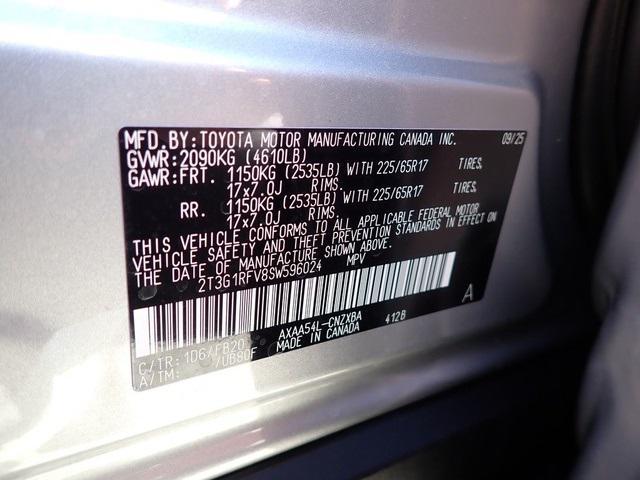 MFD.BY:TOYOTA MOTOR MANUFACTURING CANADA INC. 09/25
GVWR:2090KG (4610LB)
GAWR:FRT. 1150KG (2535LB) WITH 225/65R17 TIRES,
17x7.0J RIMS.
RR. 1150KG (2535LB) WITH 225/65R17 TIRES,
17x7.0J RIMS.
THIS VEHICLE CONFORMS TO ALL APPLICABLE FEDERAL MOTOR
VEHICLE SAFETY AND THEFT PREVENTION STANDARDS IN EFFECT ON
THE DATE OF MANUFACTURE SHOWN ABOVE.
2T3G1RFV8SW596024 MPV
A
AXAA54L-CNZXBA 412B
MADE IN CANADA
C/TR: 1D6/FB20
A/TM: /UB90F